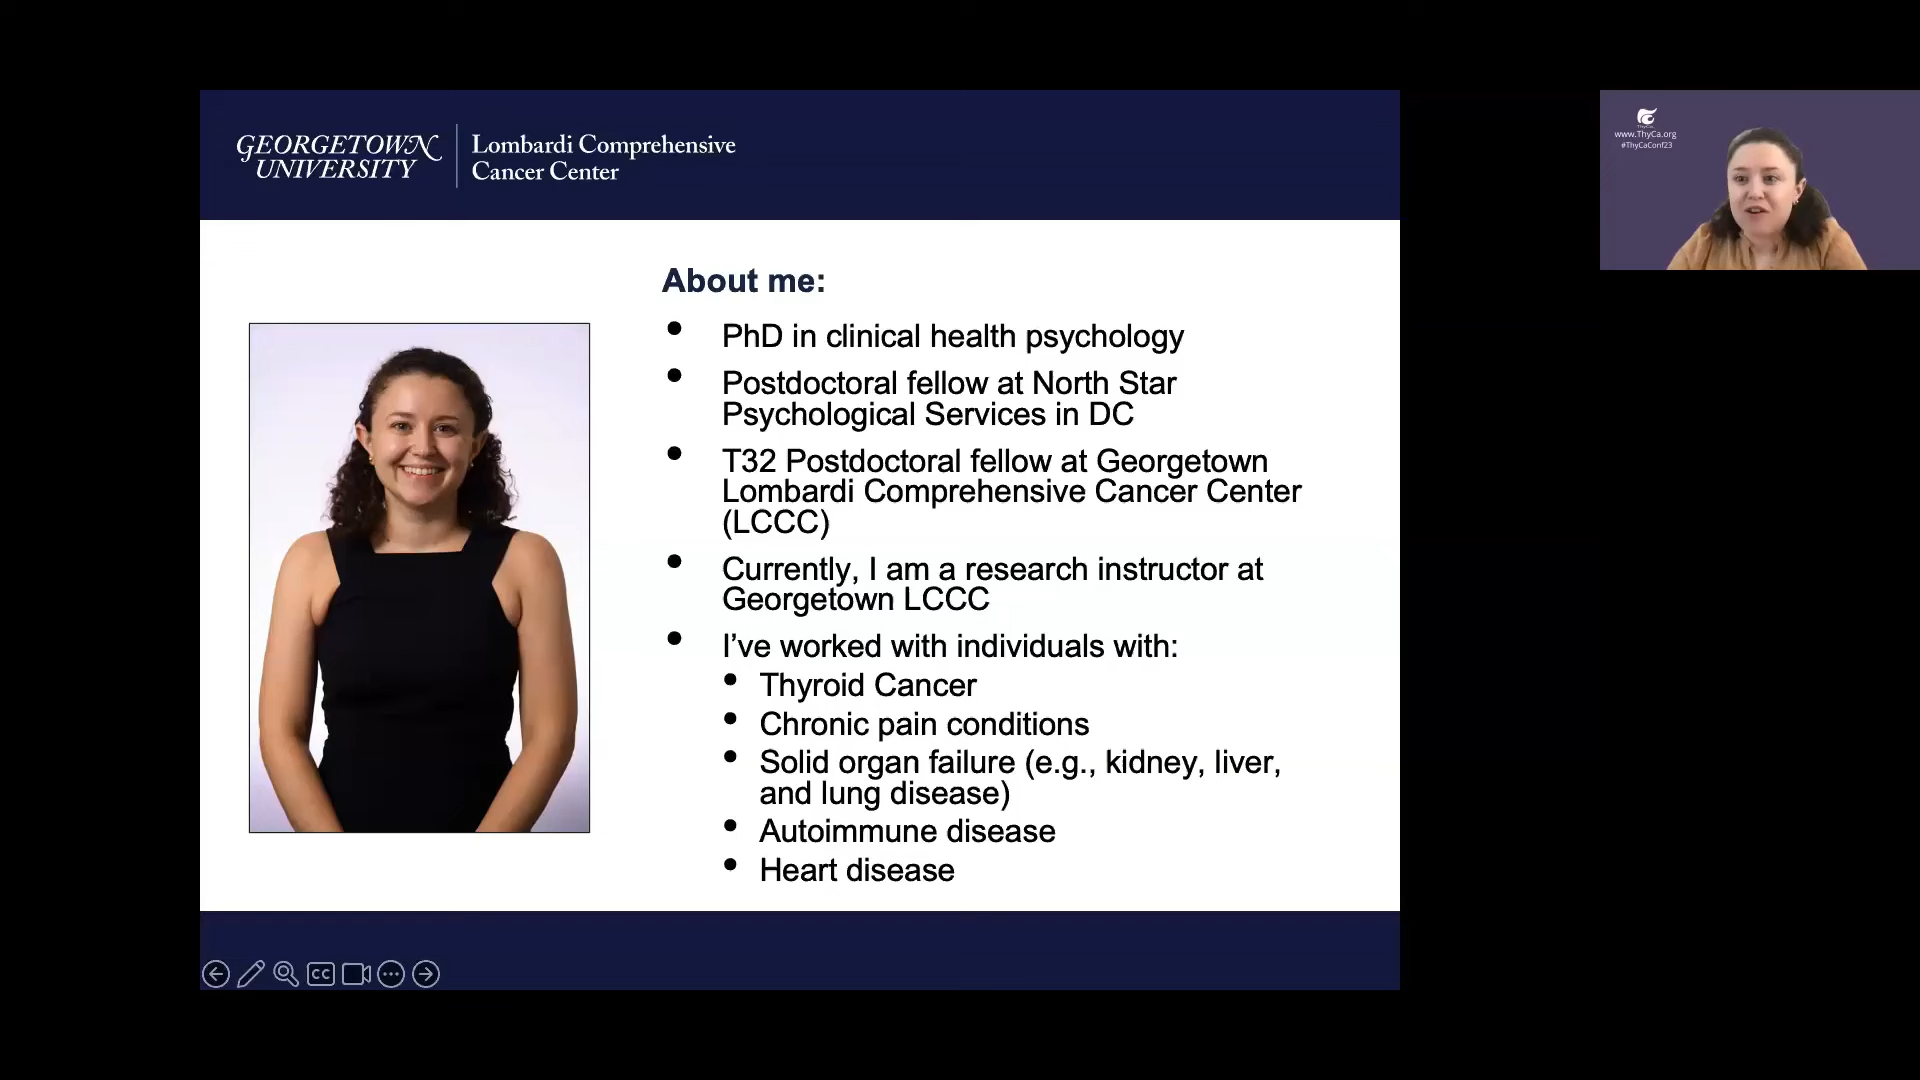 GEORGETOWN
UNIVERSITY
Lombardi Comprehensive
Cancer Center
ThyCa
www.ThyCa.org
#ThyCaConf23
About me:
• PhD in clinical health psychology
• Postdoctoral fellow at North Star
Psychological Services in DC
• T32 Postdoctoral fellow at Georgetown
Lombardi Comprehensive Cancer Center
(LCCC)
• Currently, I am a research instructor at
Georgetown LCCC
• I’ve worked with individuals with:
• Thyroid Cancer
• Chronic pain conditions
• Solid organ failure (e.g., kidney, liver,
and lung disease)
• Autoimmune disease
• Heart disease
CC